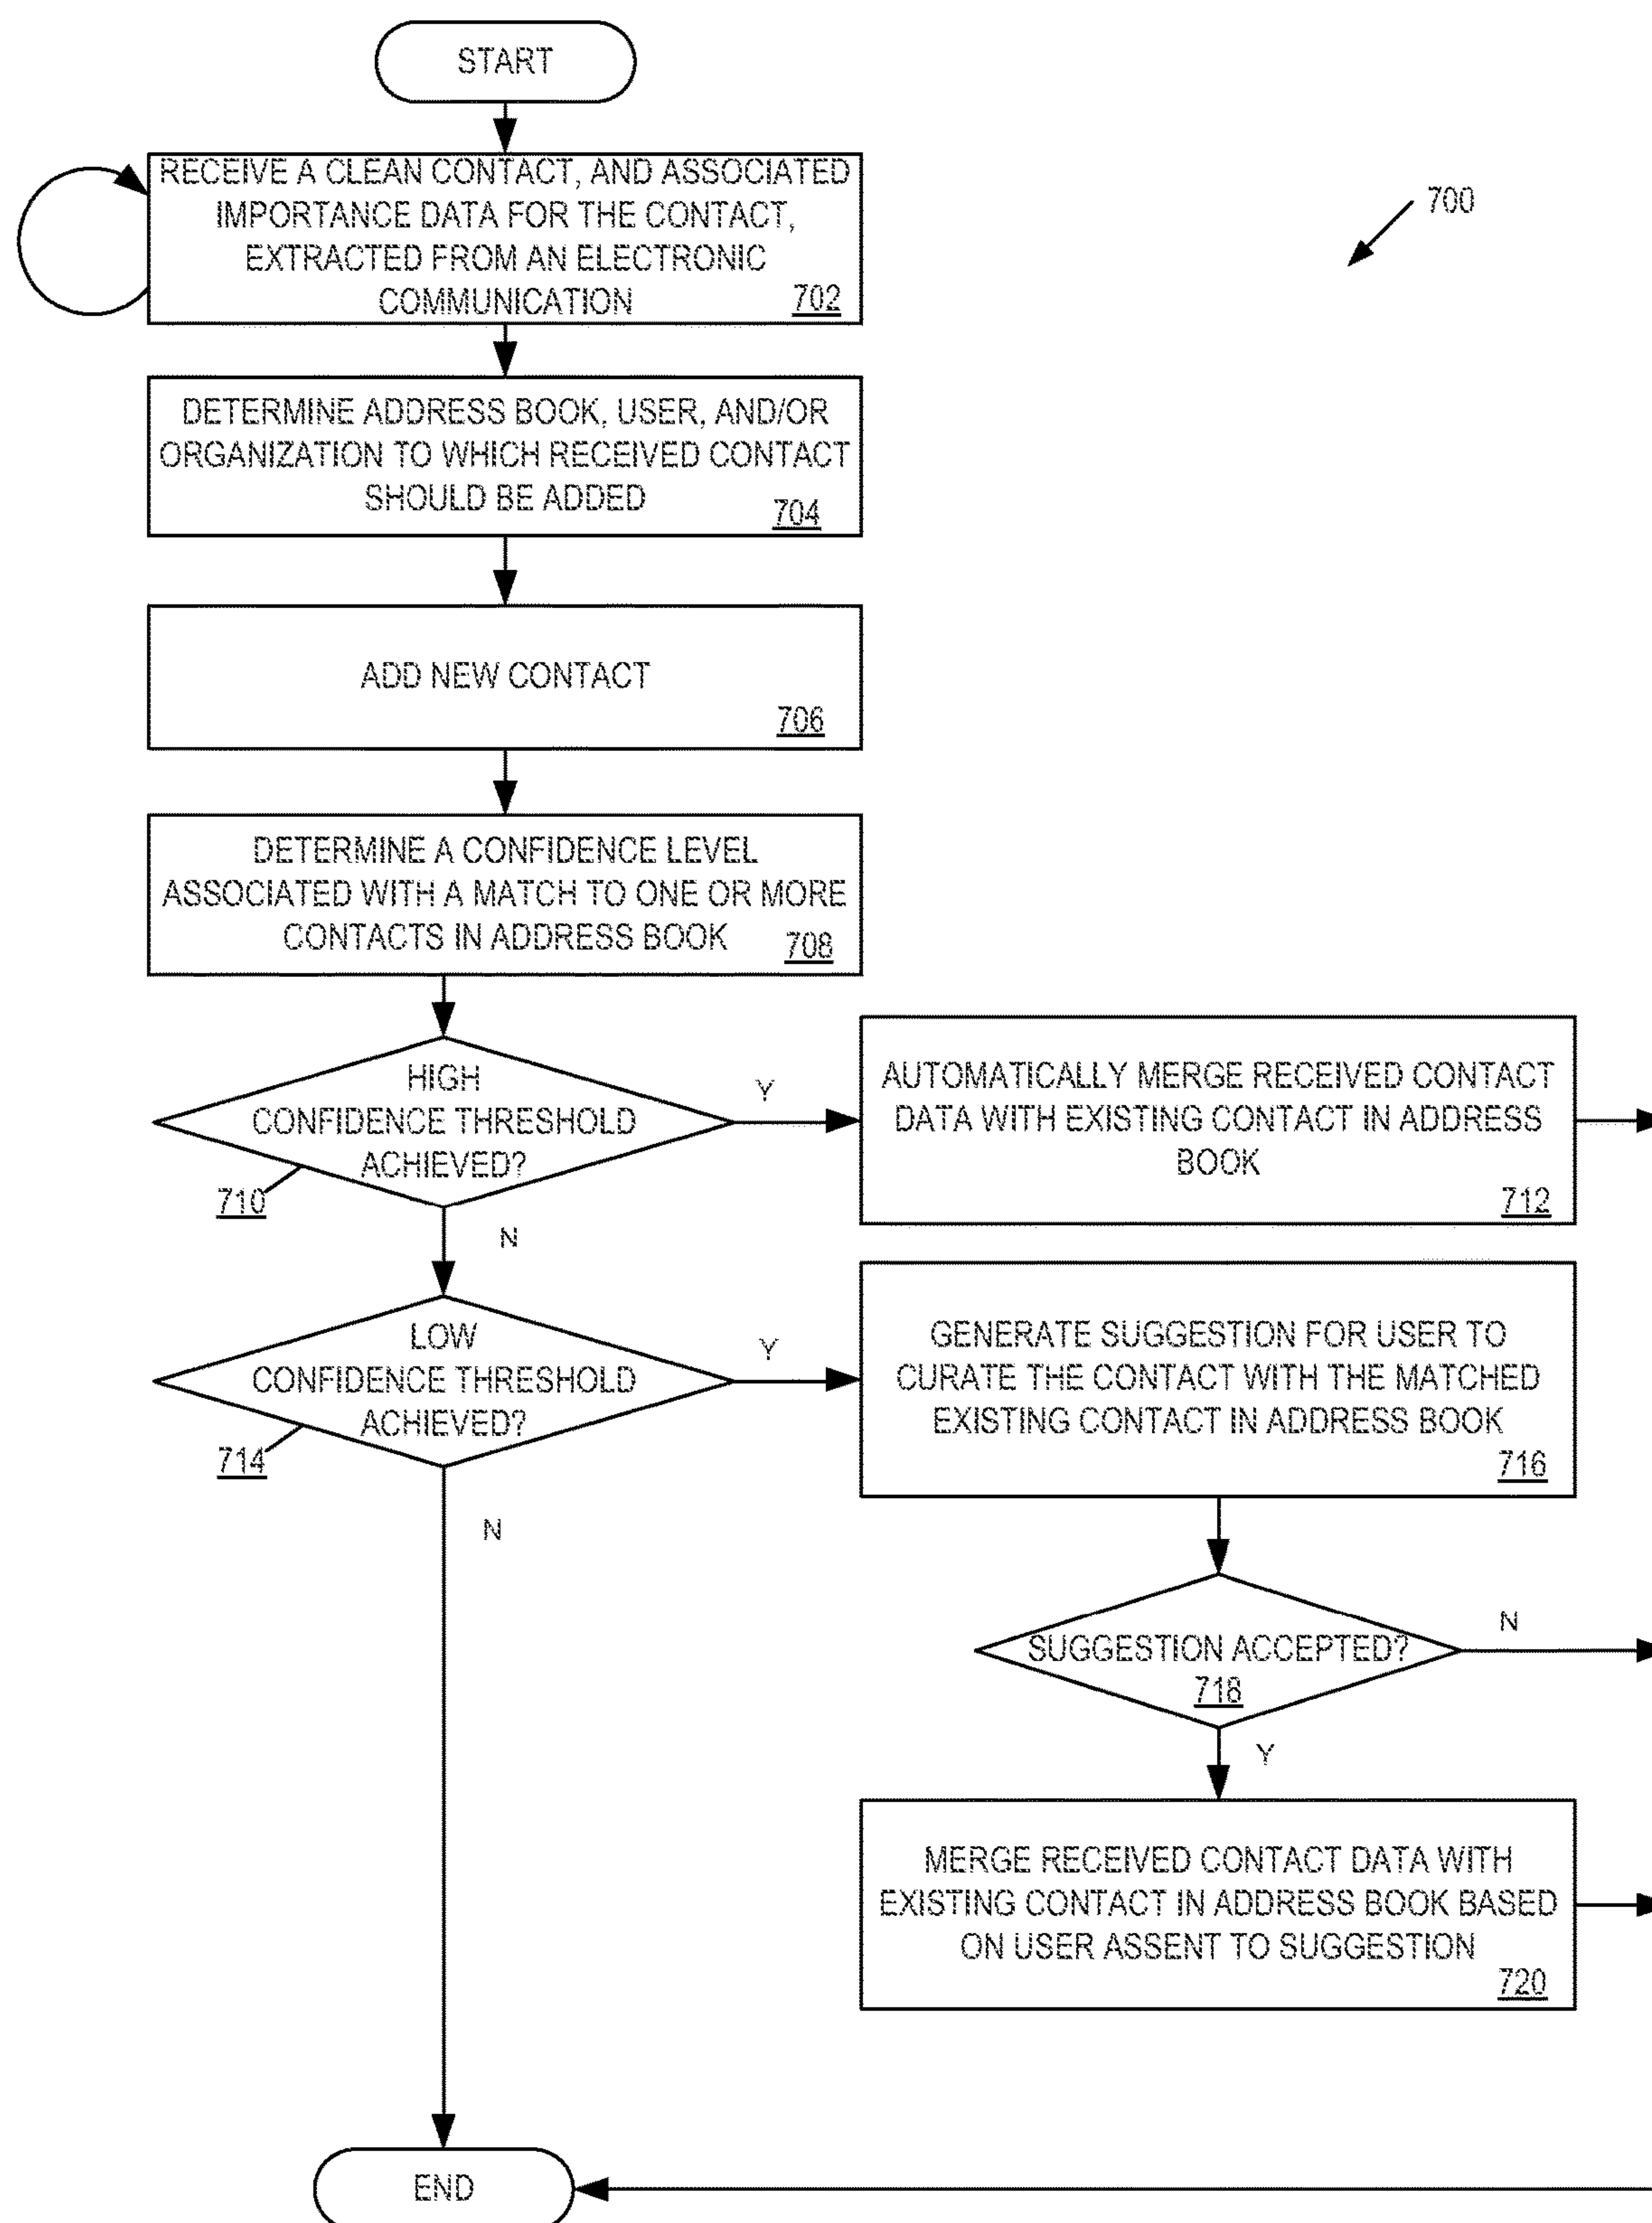 START
RECEIVE A CLEAN CONTACT, AND ASSOCIATED
IMPORTANCE DATA FOR THE CONTACT,
EXTRACTED FROM AN ELECTRONIC
COMMUNICATION
702
700
DETERMINE ADDRESS BOOK, USER, AND/OR
ORGANIZATION TO WHICH RECEIVED CONTACT
SHOULD BE ADDED
704
ADD NEW CONTACT
706
DETERMINE A CONFIDENCE LEVEL
ASSOCIATED WITH A MATCH TO ONE OR MORE
CONTACTS IN ADDRESS BOOK
708
HIGH
CONFIDENCE THRESHOLD
ACHIEVED?
710
Y
N
AUTOMATICALLY MERGE RECEIVED CONTACT
DATA WITH EXISTING CONTACT IN ADDRESS
BOOK
712
LOW
CONFIDENCE THRESHOLD
ACHIEVED?
714
Y
N
GENERATE SUGGESTION FOR USER TO
CURATE THE CONTACT WITH THE MATCHED
EXISTING CONTACT IN ADDRESS BOOK
716
SUGGESTION ACCEPTED?
718
N
Y
MERGE RECEIVED CONTACT DATA WITH
EXISTING CONTACT IN ADDRESS BOOK BASED
ON USER ASSENT TO SUGGESTION
720
END